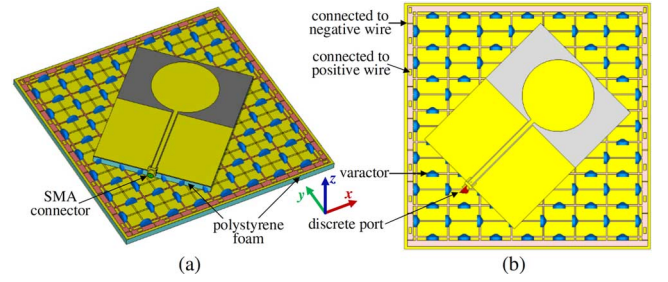 connected to
negative wire
connected to
positive wire
SMA
connector
polystyrene
foam
z
y
x
varactor
discrete port
(a)
(b)